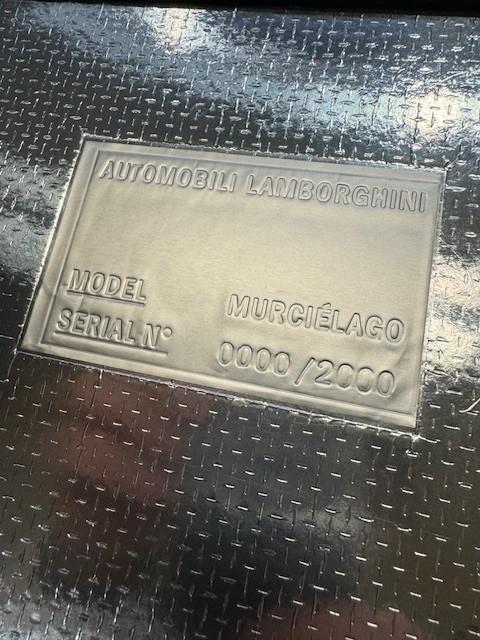 AUTOMOBILI LAMBORGHINI
MODEL MURCIÉLAGO
SERIAL N° 0000 /2000